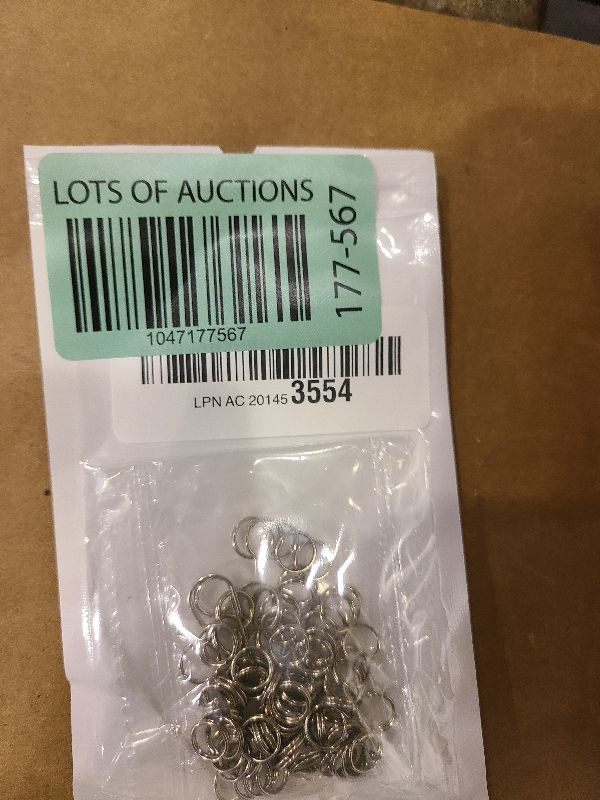 LOTS OF AUCTIONS
177-567
1047177567
LPN AC 20145 3554